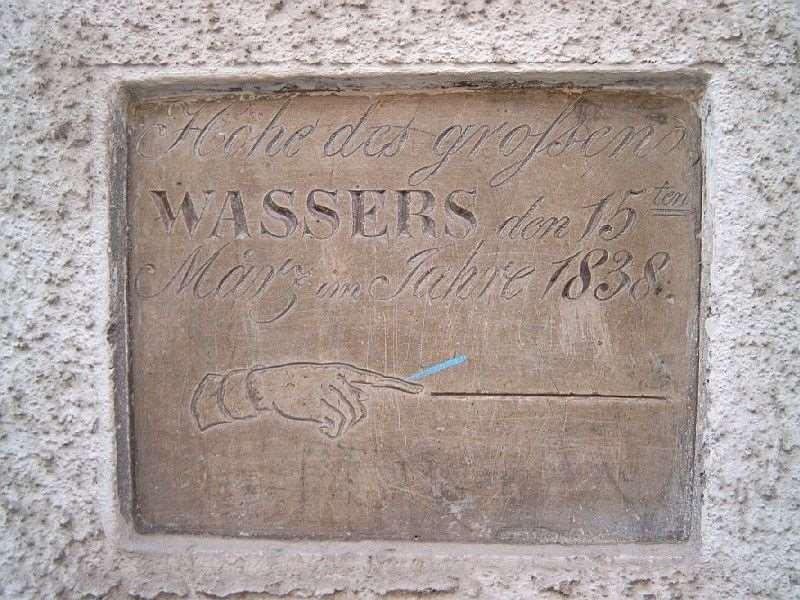 Höhe des groſsen
WASSERS den 15ten
März im Jahre 1838.